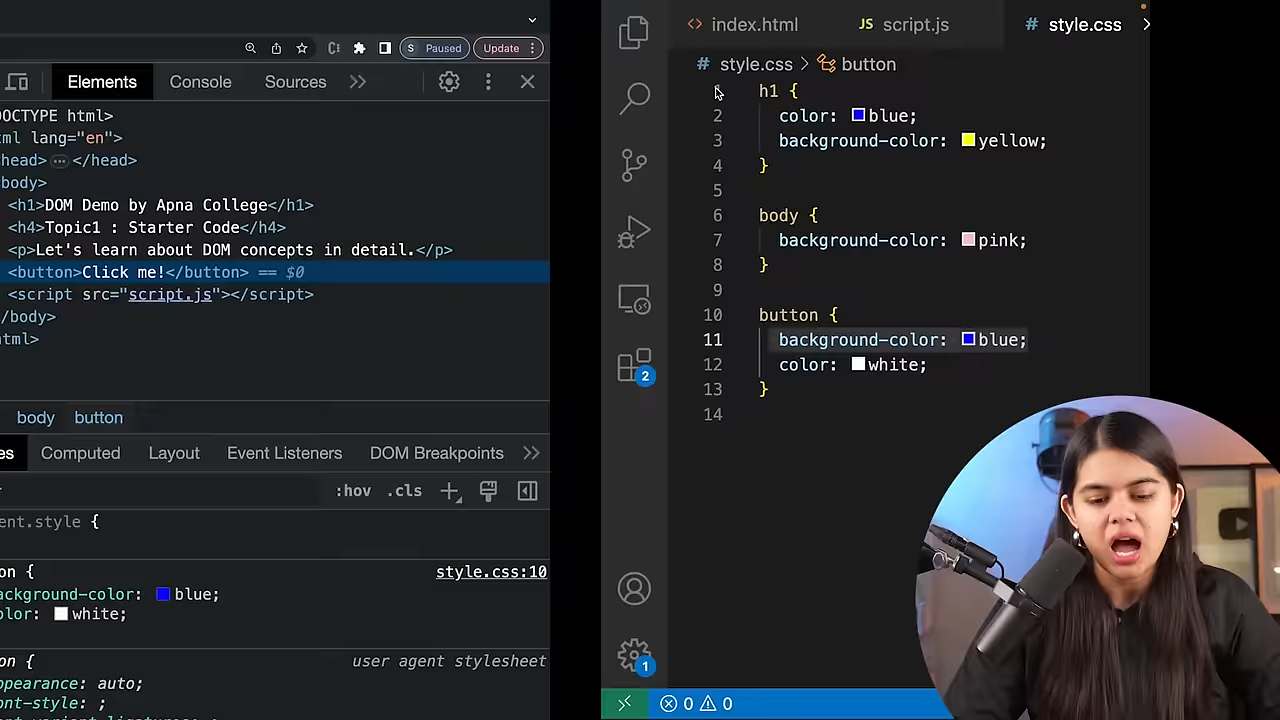 S Paused
Update
Elements
Console
Sources
OCTYPE html>
ml lang="en">
head> … </head>
body>
<h1>DOM Demo by Apna College</h1>
<h4>Topic1 : Starter Code</h4>
<p>Let's learn about DOM concepts in detail.</p>
<button>Click me!</button> == $0
<script src="script.js"></script>
/body>
tml>
body button
es
Computed
Layout
Event Listeners
DOM Breakpoints
:hov .cls
ent.style {
on { style.css:10
ackground-color: blue;
olor: white;
on { user agent stylesheet
ppearance: auto;
ont-style: ;
index.html
JS script.js
# style.css
# style.css > button
h1 {
2 color: blue;
3 background-color: yellow;
4 }
5
6 body {
7 background-color: pink;
8 }
9
10 button {
11 background-color: blue;
12 color: white;
13 }
14
2
1
0 0